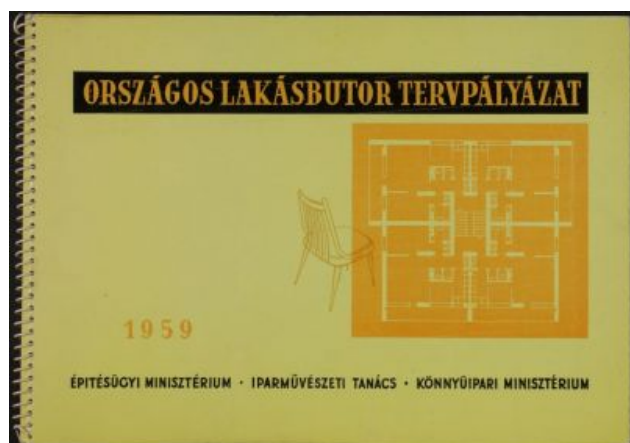 ORSZÁGOS LAKÁSBUTOR TERVPÁLYÁZAT
1959
ÉPITÉSÜGYI MINISZTÉRIUM · IPARMŰVÉSZETI TANÁCS · KÖNNYŰIPARI MINISZTÉRIUM